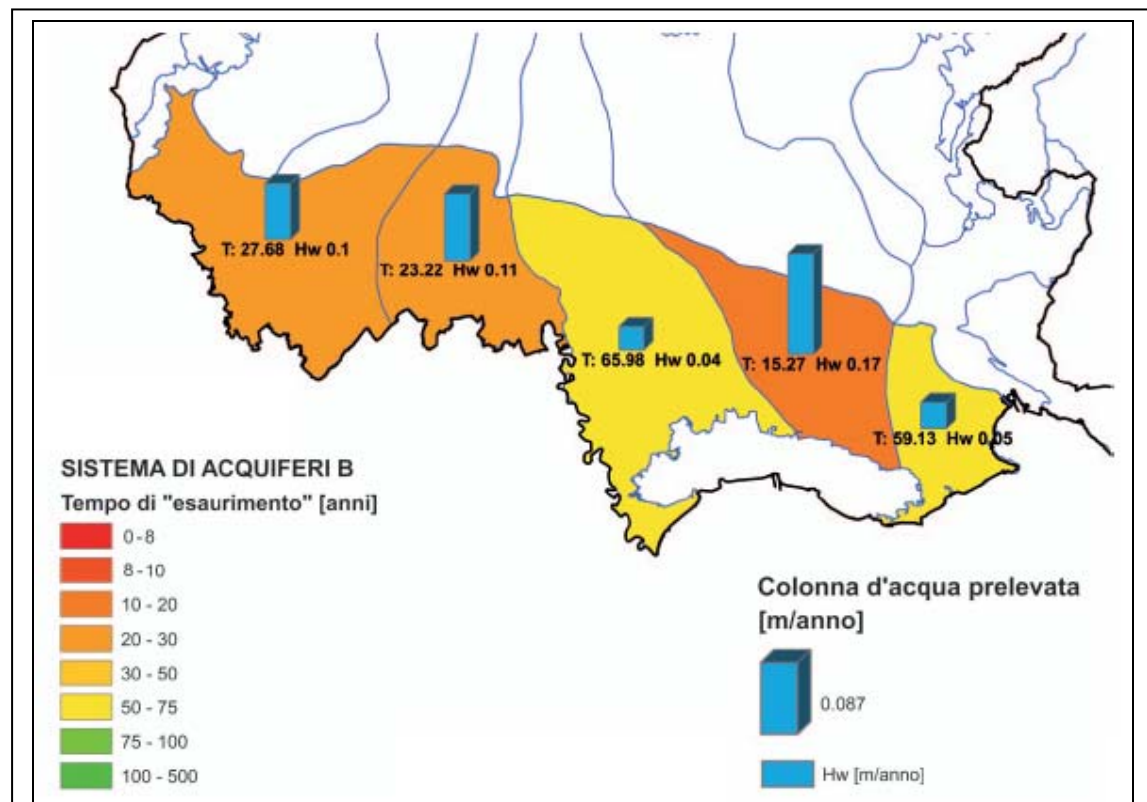 T: 27.68 Hw 0.1
T: 23.22 Hw 0.11
T: 65.98 Hw 0.04
T: 15.27 Hw 0.17
T: 59.13 Hw 0.05
SISTEMA DI ACQUIFERI B
Tempo di "esaurimento" [anni]
0 - 8
8 - 10
10 - 20
20 - 30
30 - 50
50 - 75
75 - 100
100 - 500
Colonna d'acqua prelevata
[m/anno]
0.087
Hw [m/anno]